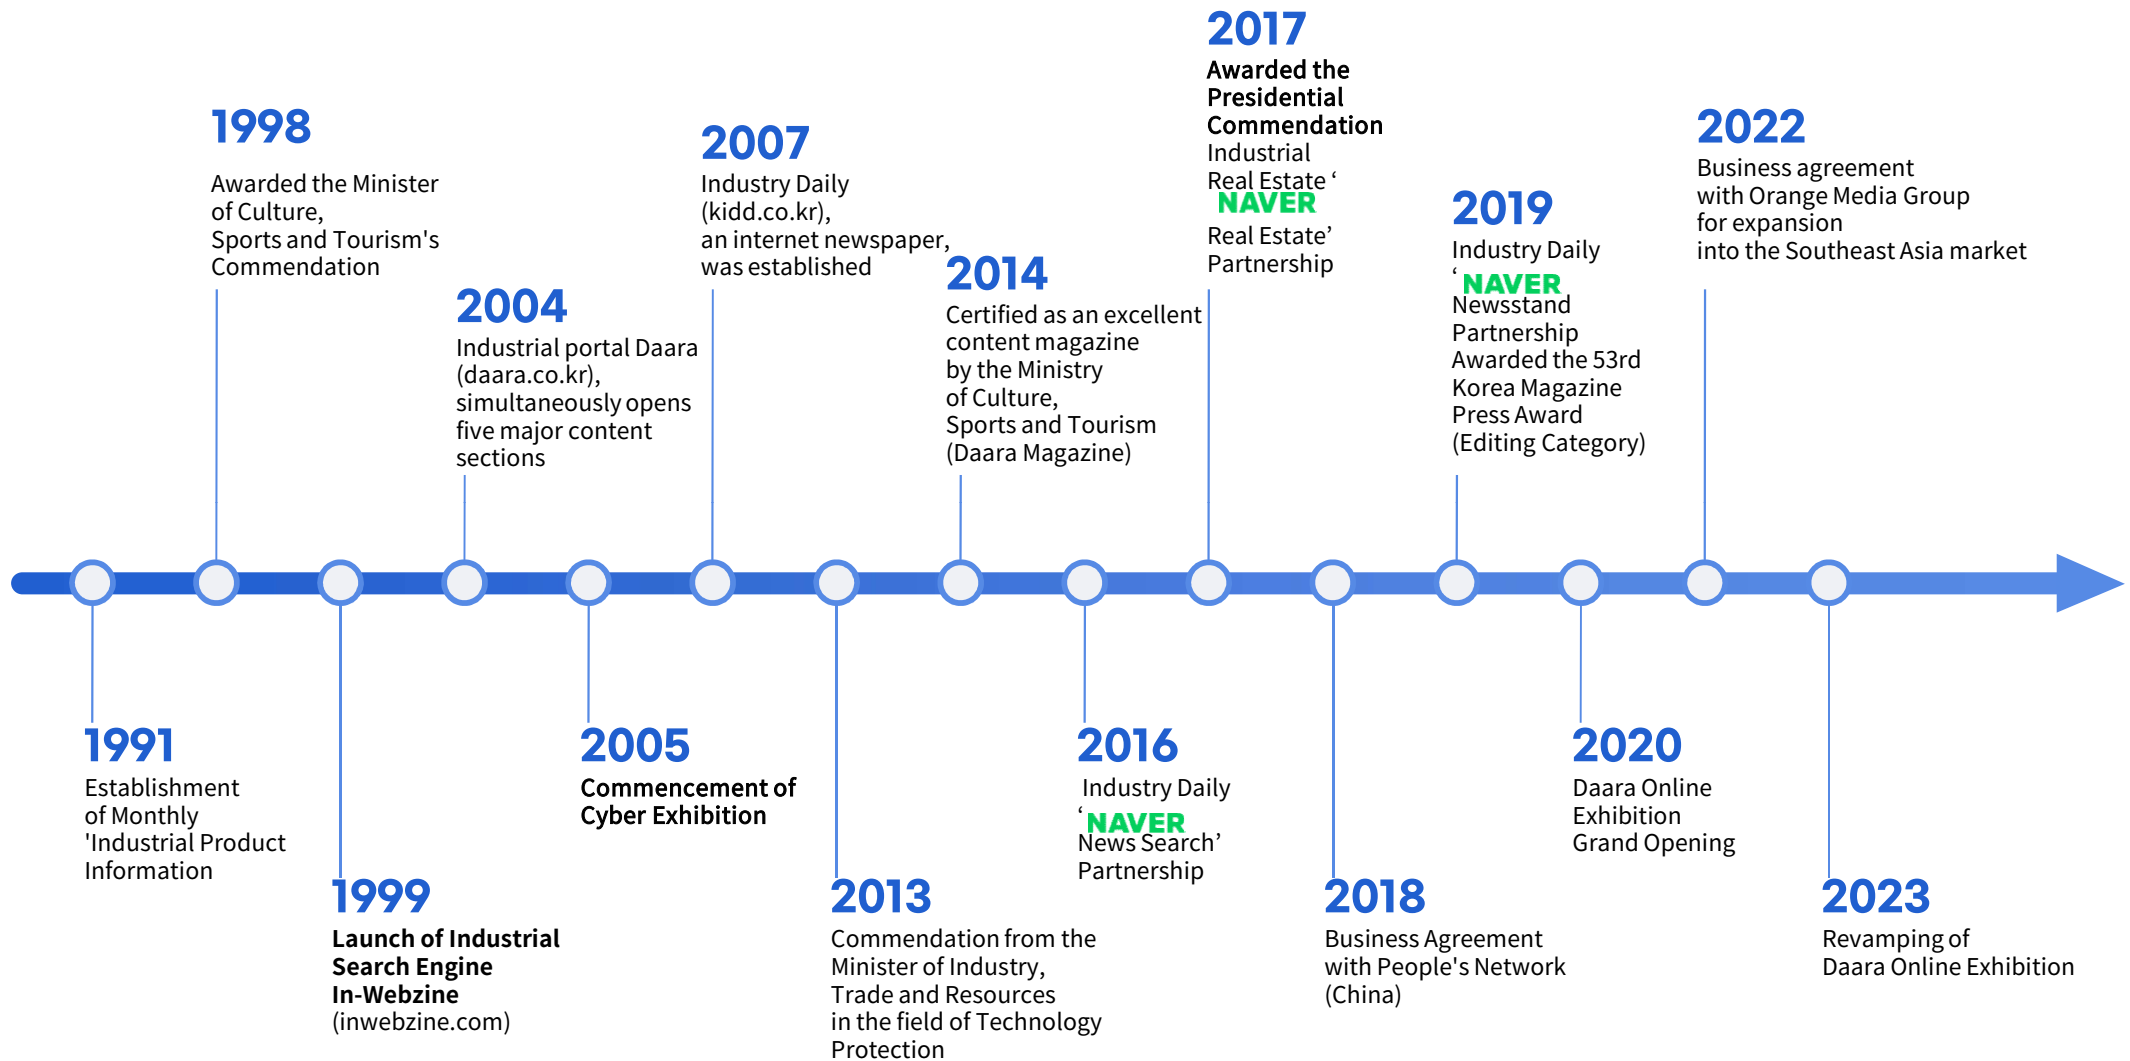 2017
Awarded the
Presidential
Commendation
Industrial
Real Estate ‘
NAVER
Real Estate’
Partnership
1998
Awarded the Minister
of Culture,
Sports and Tourism's
Commendation
2007
Industry Daily
(kidd.co.kr),
an internet newspaper,
was established
2022
Business agreement
with Orange Media Group
for expansion
into the Southeast Asia market
2019
Industry Daily
‘ NAVER
Newsstand
Partnership
Awarded the 53rd
Korea Magazine
Press Award
(Editing Category)
2014
Certified as an excellent
content magazine
by the Ministry
of Culture,
Sports and Tourism
(Daara Magazine)
2004
Industrial portal Daara
(daara.co.kr),
simultaneously opens
five major content
sections
1991
Establishment
of Monthly
'Industrial Product
Information
2005
Commencement of
Cyber Exhibition
2016
Industry Daily
‘ NAVER
News Search’
Partnership
2020
Daara Online
Exhibition
Grand Opening
1999
Launch of Industrial
Search Engine
In-Webzine
(inwebzine.com)
2013
Commendation from the
Minister of Industry,
Trade and Resources
in the field of Technology
Protection
2018
Business Agreement
with People's Network
(China)
2023
Revamping of
Daara Online Exhibition